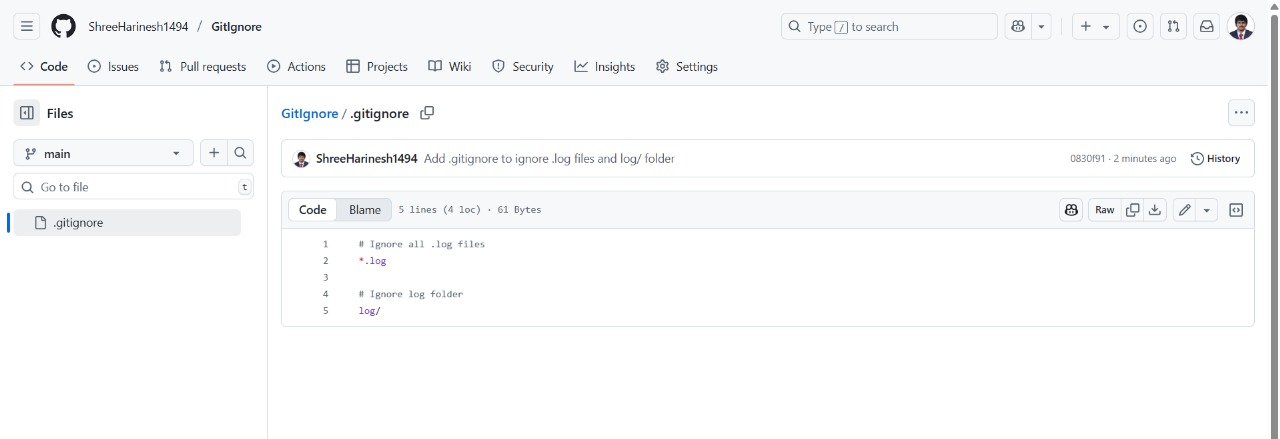 ShreeHarinesh1494 / GitIgnore
Type / to search
Code Issues Pull requests Actions Projects Wiki Security Insights Settings
Files
main
Go to file t
.gitignore
GitIgnore / .gitignore
ShreeHarinesh1494 Add .gitignore to ignore .log files and log/ folder 0830f91 · 2 minutes ago History
Code Blame 5 lines (4 loc) · 61 Bytes Raw
1 # Ignore all .log files
2 *.log
3
4 # Ignore log folder
5 log/